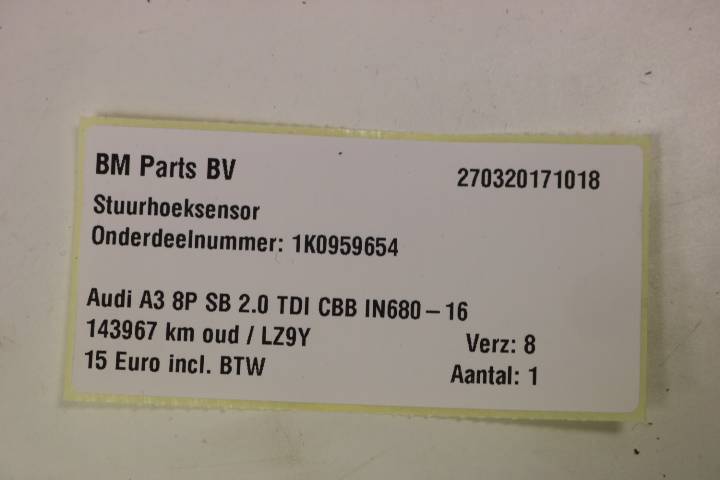 BM Parts BV 270320171018
Stuurhoeksensor
Onderdeelnummer: 1K0959654
Audi A3 8P SB 2.0 TDI CBB IN680-16
143967 km oud / LZ9Y Verz: 8
15 Euro incl. BTW Aantal: 1